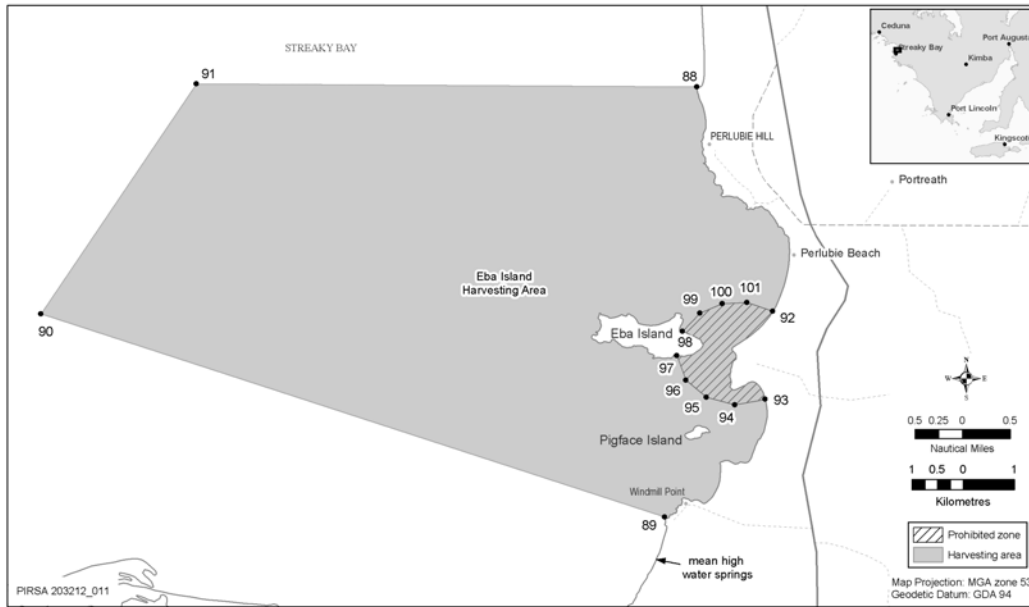 STREAKY BAY
91
88
Ceduna
Port Augusta
Streaky Bay
Kimba
Port Lincoln
Kingscote
PERLUBIE HILL
Portreath
Perlubie Beach
Eba Island
Harvesting Area
90
99
100
101
92
Eba Island
98
97
96
95
94
93
Pigface Island
Windmill Point
89
mean high
water springs
N
W E
S
0.5 0.25 0 0.5
Nautical Miles
1 0.5 0 1
Kilometres
Prohibited zone
Harvesting area
PIRSA 203212_011
Map Projection: MGA zone 53
Geodetic Datum: GDA 94